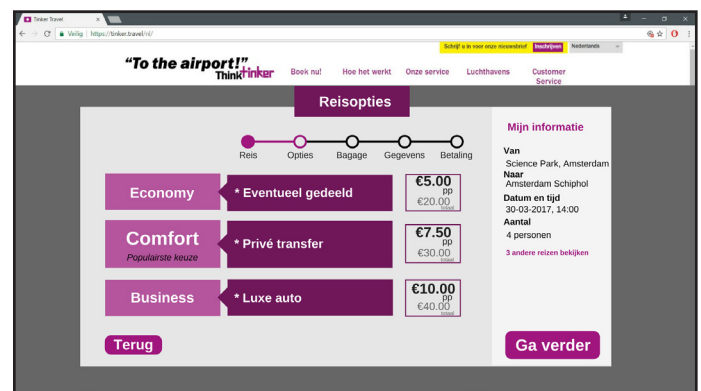 Tinker Travel
Veilig | https://tinker.travel/nl/
Schrijf u in voor onze nieuwsbrief Inschrijven Nederlands
"To the airport!"
Thinktinker
Boek nu! Hoe het werkt Onze service Luchthavens Customer Service
Reisopties
Reis Opties Bagage Gegevens Betaling
Economy * Eventueel gedeeld €5.00 pp
€20.00 totaal
Comfort
Populairste keuze
* Privé transfer
€7.50 pp
€30.00 totaal
Business * Luxe auto €10.00 pp
€40.00 totaal
Terug
Mijn informatie
Van
Science Park, Amsterdam
Naar
Amsterdam Schiphol
Datum en tijd
30-03-2017, 14:00
Aantal
4 personen
3 andere reizen bekijken
Ga verder